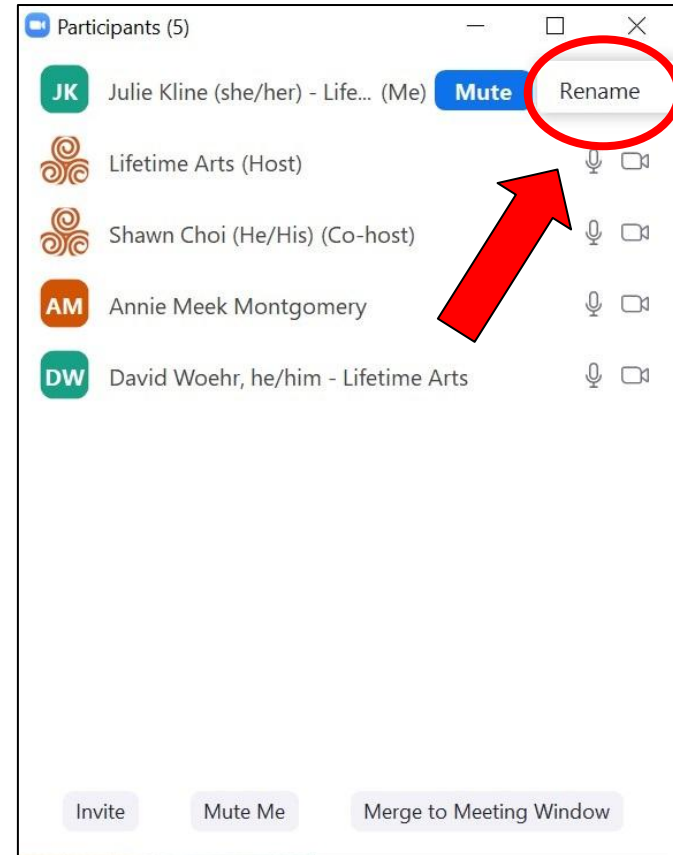 Participants (5)
JK Julie Kline (she/her) - Life... (Me) Mute Rename
Lifetime Arts (Host)
Shawn Choi (He/His) (Co-host)
AM Annie Meek Montgomery
DW David Woehr, he/him - Lifetime Arts
Invite Mute Me Merge to Meeting Window